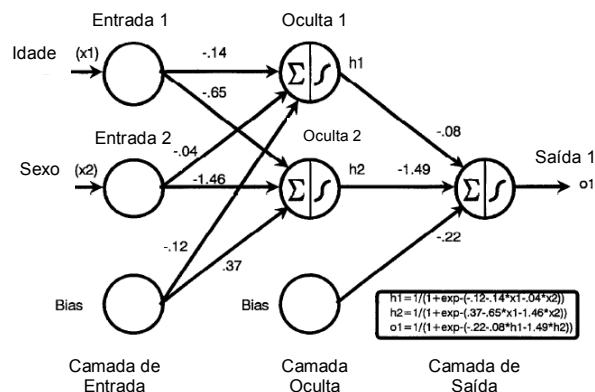 Entrada 1
Oculta 1
Idade
(x1)
-.14
h1
-.65
-.08
Entrada 2
-.04
Oculta 2
Saída 1
Sexo
(x2)
-1.46
h2
-1.49
o1
-.12
.37
-.22
Bias
Bias
h1=1/(1+exp-(-.12-.14*x1-.04*x2))
h2=1/(1+exp-(.37-.65*x1-1.46*x2))
o1=1/(1+exp-(-.22-.08*h1-1.49*h2))
Camada de
Entrada
Camada
Oculta
Camada de
Saída